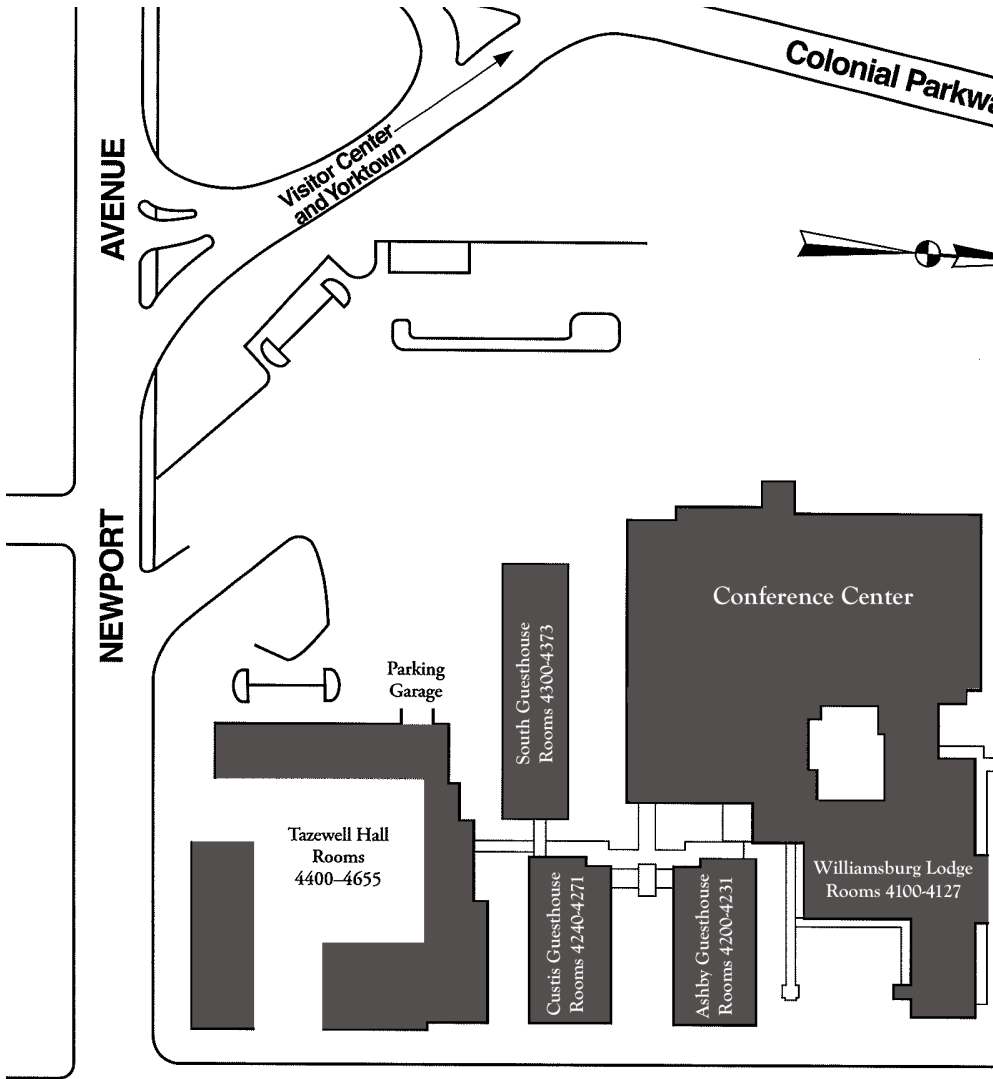 Colonial Parkwa
Visitor Center
and Yorktown
NEWPORT AVENUE
Conference Center
South Guesthouse
Rooms 4300-4373
Parking
Garage
Tazewell Hall
Rooms
4400–4655
Custis Guesthouse
Rooms 4240-4271
Ashby Guesthouse
Rooms 4200-4231
Williamsburg Lodge
Rooms 4100-4127